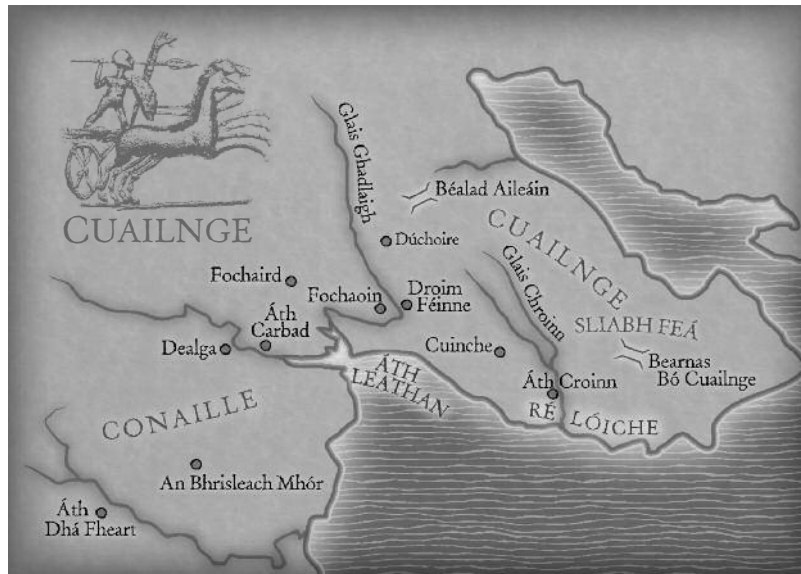 CUAILNGE
Glais Ghadlaigh
Béalad Aileáin
CUAILNGE
Dúchoire
Glais Chroinn
Fochaird
Fochaoin
Droim
Féinne
Áth
Carbad
SLIABH FEÁ
Dealga
Cuinche
Bearnas
Bó Cuailnge
ÁTH
LEATHAN
Áth Croinn
RÉ LÓICHE
CONAILLE
An Bhrisleach Mhór
Áth
Dhá Fheart